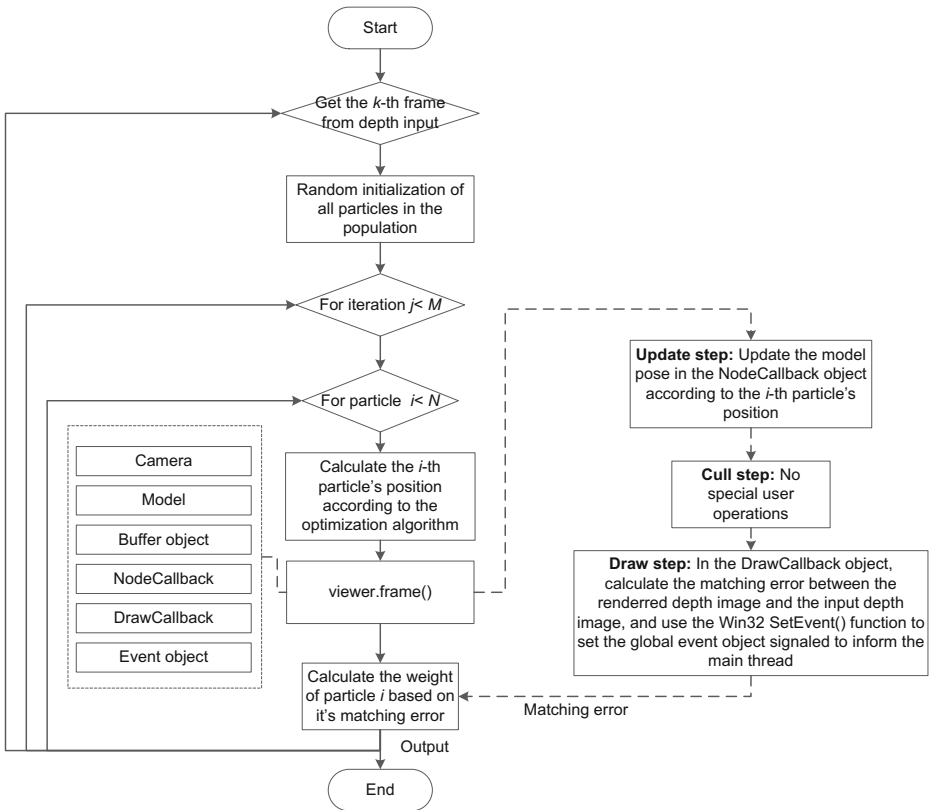 Start
Get the k-th frame
from depth input
Random initialization of
all particles in the
population
For iteration j< M
For particle i< N
Camera
Model
Buffer object
NodeCallback
DrawCallback
Event object
Calculate the i-th
particle's position
according to the
optimization algorithm
viewer.frame()
Update step: Update the model
pose in the NodeCallback object
according to the i-th particle's
position
Cull step: No
special user
operations
Draw step: In the DrawCallback object,
calculate the matching error between the
renderred depth image and the input depth
image, and use the Win32 SetEvent() function to
set the global event object signaled to inform the
main thread
Calculate the weight
of particle i based on
it's matching error
Matching error
Output
End